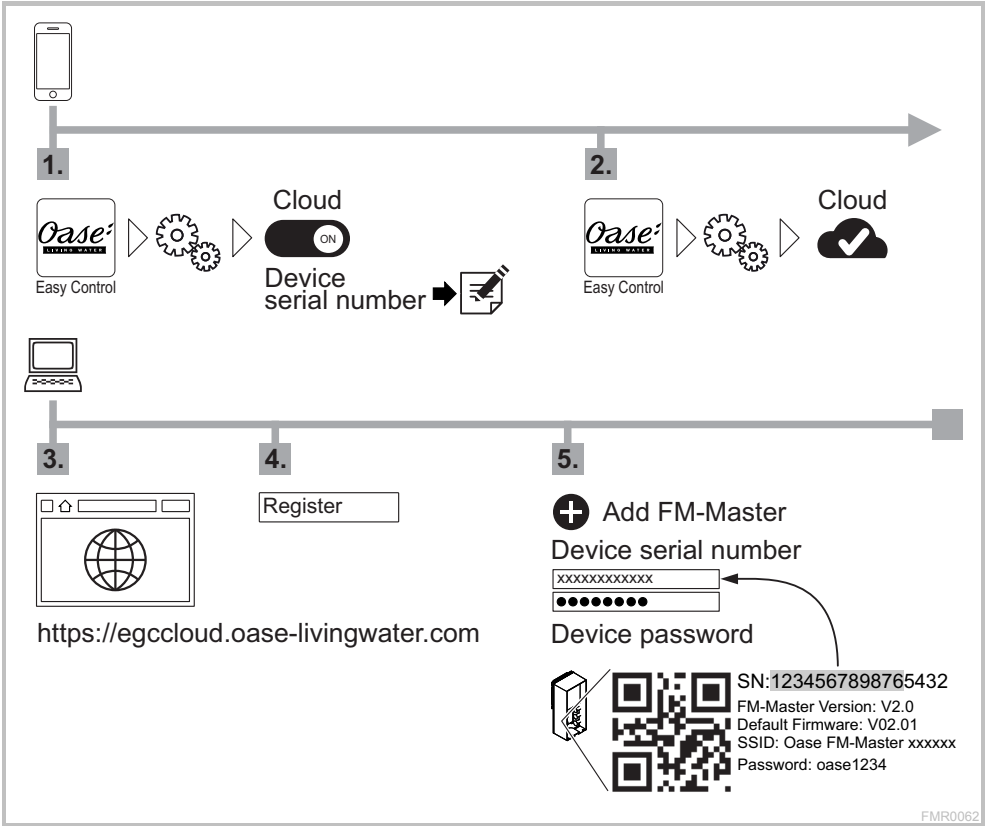 1.
2.
Oase
LIVING WATER
Easy Control
Cloud
ON
Device
serial number
Oase
LIVING WATER
Easy Control
Cloud
3.
4.
5.
https://egccloud.oase-livingwater.com
Register
Add FM-Master
Device serial number
xxxxxxxxxxxx
●●●●●●●●
Device password
SN:1234567898765432
FM-Master Version: V2.0
Default Firmware: V02.01
SSID: Oase FM-Master xxxxxx
Password: oase1234
FMR0062